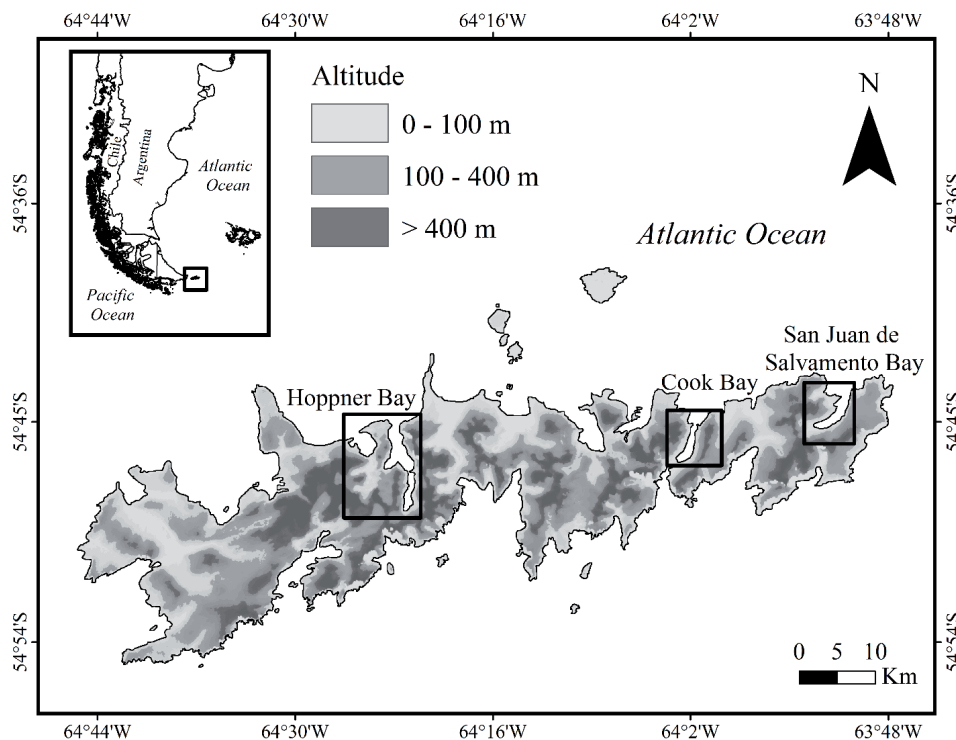 64°44'W 64°30'W 64°16'W 64°2'W 63°48'W
Altitude
0 - 100 m
100 - 400 m
> 400 m
N
Chile
Argentina
Atlantic
Ocean
Pacific
Ocean
54°36'S 54°36'S
Atlantic Ocean
San Juan de
Salvamento Bay
Hoppner Bay
Cook Bay
54°45'S 54°45'S
54°54'S 54°54'S
0 5 10
Km
64°44'W 64°30'W 64°16'W 64°2'W 63°48'W